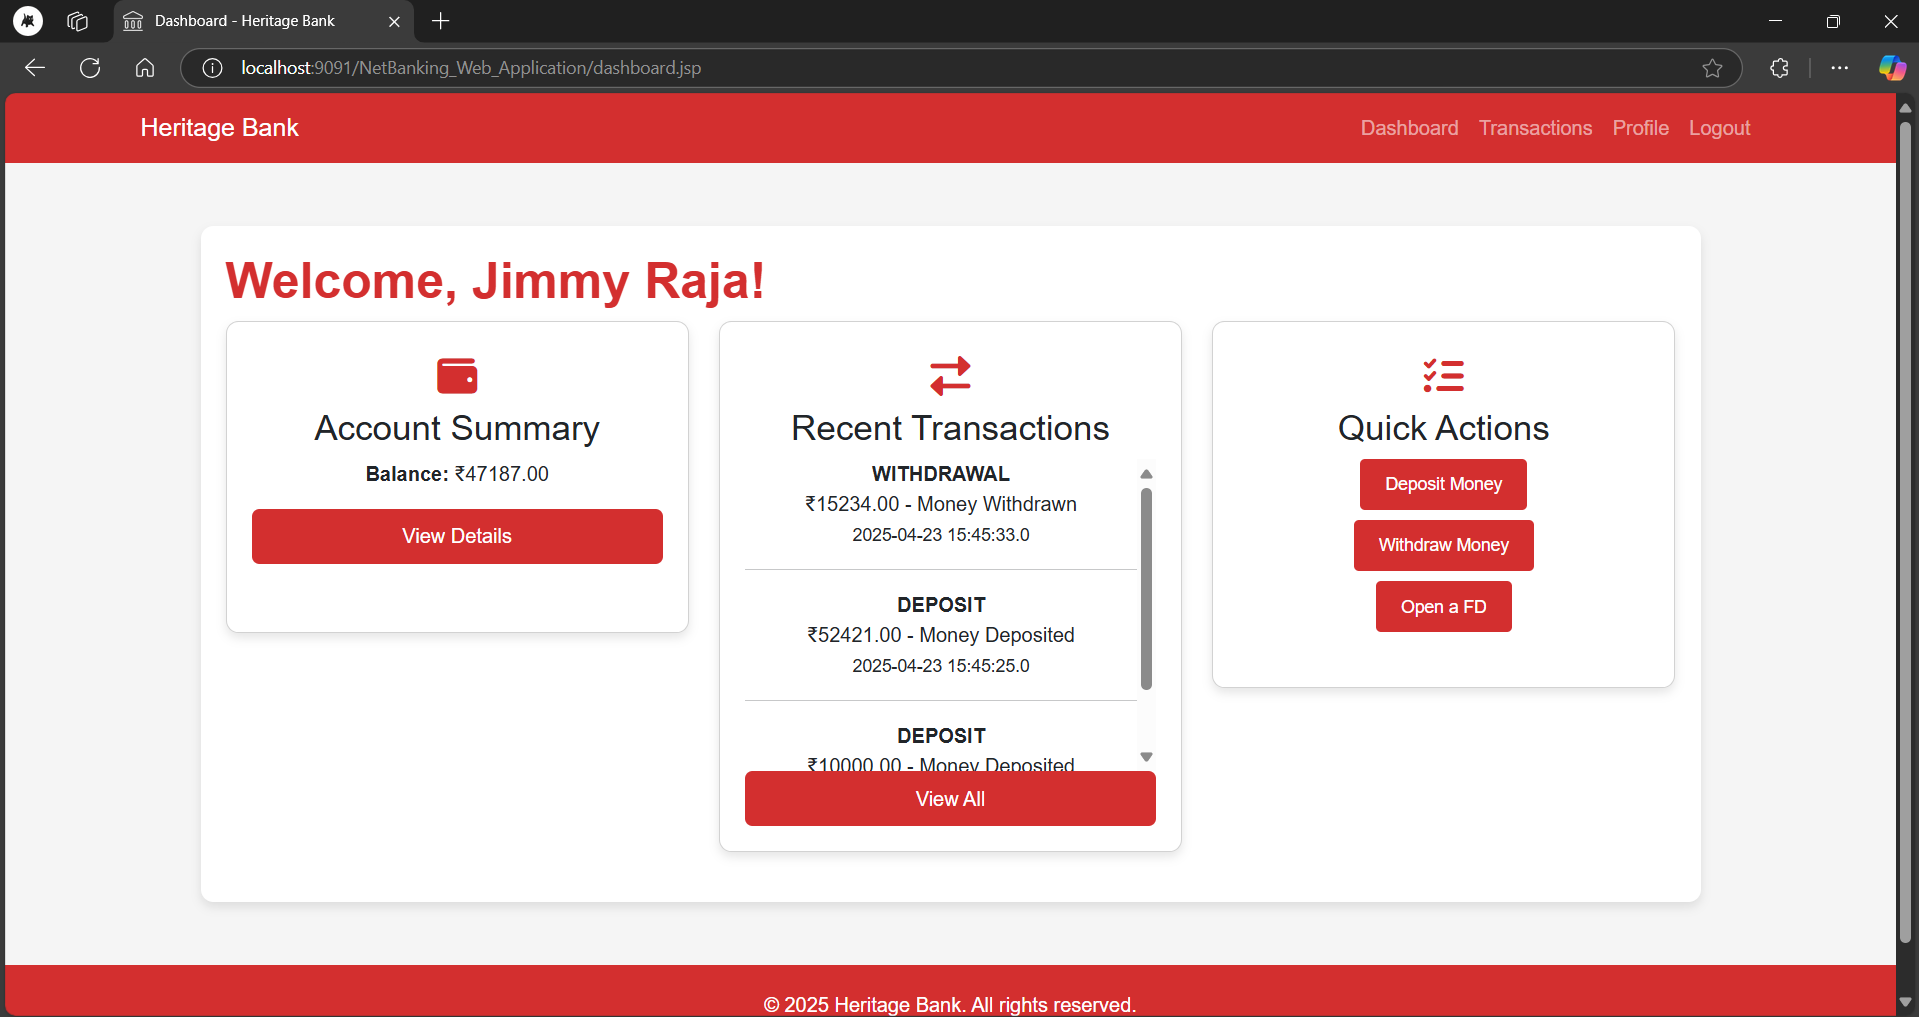 Dashboard - Heritage Bank
localhost:9091/NetBanking_Web_Application/dashboard.jsp
Heritage Bank
Dashboard Transactions Profile Logout
Welcome, Jimmy Raja!
Account Summary
Balance: ₹47187.00
View Details
Recent Transactions
WITHDRAWAL
₹15234.00 - Money Withdrawn
2025-04-23 15:45:33.0
DEPOSIT
₹52421.00 - Money Deposited
2025-04-23 15:45:25.0
DEPOSIT
₹10000.00 - Money Deposited
View All
Quick Actions
Deposit Money
Withdraw Money
Open a FD
© 2025 Heritage Bank. All rights reserved.